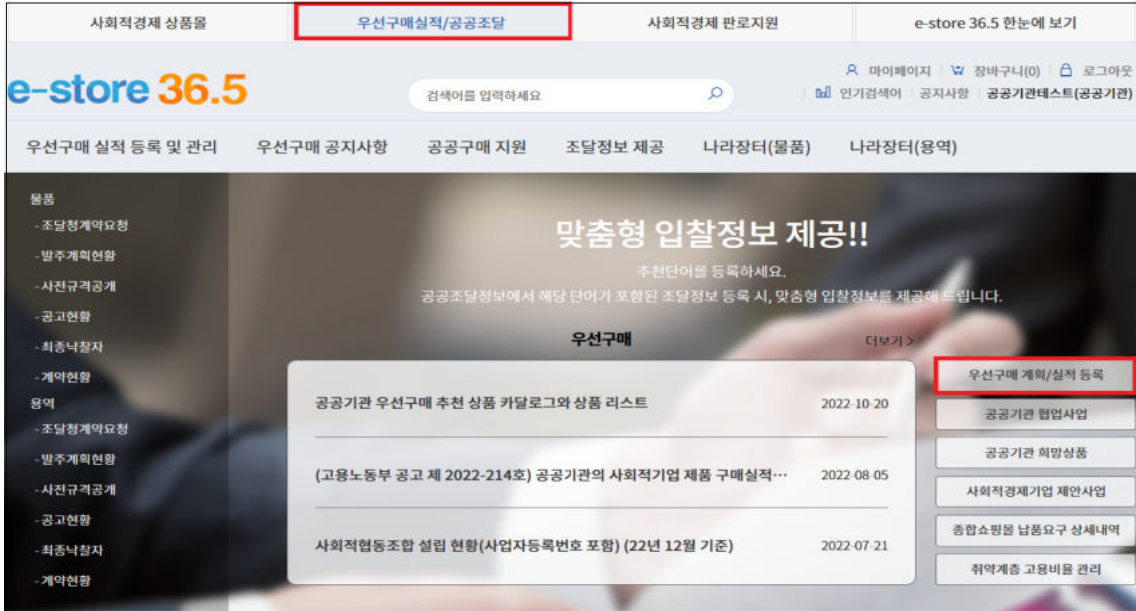 사회적경제 상품몰 우선구매실적/공공조달 사회적경제 판로지원 e-store 36.5 한눈에 보기
마이페이지 장바구니(0) 로그아웃
e-store 36.5
검색어를 입력하세요
인기검색어 공지사항 공공기관테스트(공공기관)
우선구매 실적 등록 및 관리 우선구매 공지사항 공공구매 지원 조달정보 제공 나라장터(물품) 나라장터(용역)
물품
-조달청계약요청
-발주계획현황
-사전규격공개
-공고현황
-최종낙찰자
-계약현황
용역
-조달청계약요청
-발주계획현황
-사전규격공개
-공고현황
-최종낙찰자
-계약현황
맞춤형 입찰정보 제공!!
추천단어를 등록하세요.
공공조달정보에서 해당 단어가 포함된 조달정보 등록 시, 맞춤형 입찰정보를 제공해 드립니다.
우선구매 더보기 >
공공기관 우선구매 추천 상품 카달로그와 상품 리스트 2022-10-20
(고용노동부 공고 제 2022-214호) 공공기관의 사회적기업 제품 구매실적… 2022-08-05
사회적협동조합 설립 현황(사업자등록번호 포함) (22년 12월 기준) 2022-07-21
우선구매 계획/실적 등록
공공기관 협업사업
공공기관 희망상품
사회적경제기업 제안사업
종합쇼핑몰 납품요구 상세내역
취약계층 고용비율 관리